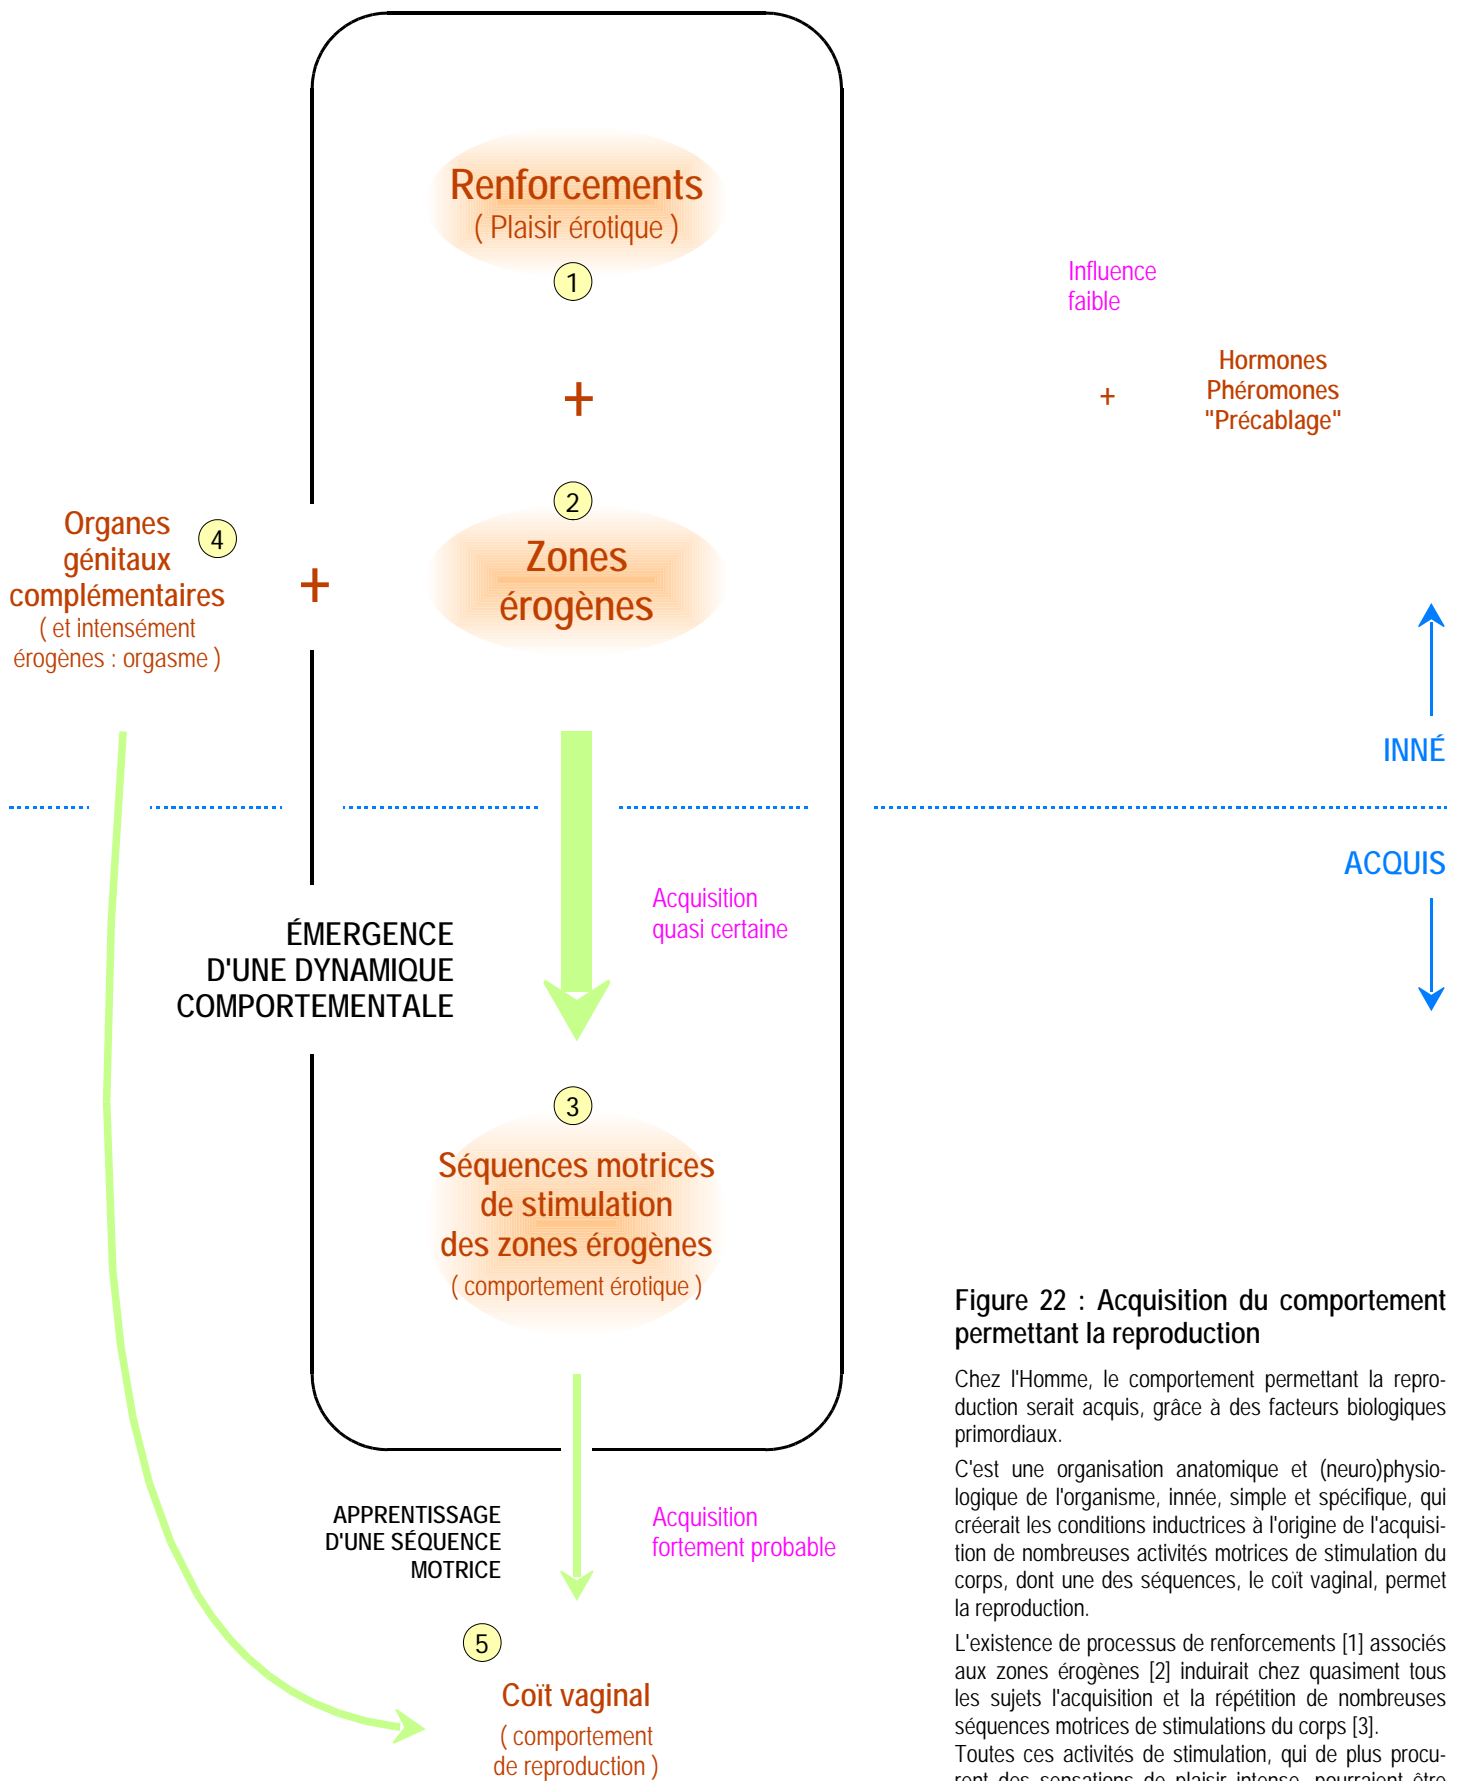 Renforcements
( Plaisir érotique )
1
Influence
faible
+
+
Hormones
Phéromones
"Précablage"
2
Organes
génitaux
complémentaires
( et intensément
érogènes : orgasme )
4
+
Zones
érogènes
INNÉ
ACQUIS
Acquisition
quasi certaine
ÉMERGENCE
D'UNE DYNAMIQUE
COMPORTEMENTALE
3
Séquences motrices
de stimulation
des zones érogènes
( comportement érotique )
APPRENTISSAGE
D'UNE SÉQUENCE
MOTRICE
Acquisition
fortement probable
5
Coït vaginal
( comportement
de reproduction )
Figure 22 : Acquisition du comportement
permettant la reproduction
Chez l'Homme, le comportement permettant la repro-
duction serait acquis, grâce à des facteurs biologiques
primordiaux.
C'est une organisation anatomique et (neuro)physio-
logique de l'organisme, innée, simple et spécifique, qui
créerait les conditions inductrices à l'origine de l'acquisi-
tion de nombreuses activités motrices de stimulation du
corps, dont une des séquences, le coït vaginal, permet
la reproduction.
L'existence de processus de renforcements [1] associés
aux zones érogènes [2] induirait chez quasiment tous
les sujets l'acquisition et la répétition de nombreuses
séquences motrices de stimulations du corps [3].
Toutes ces activités de stimulation, qui de plus procu-
rent des sensations de plaisir intense, pourraient être